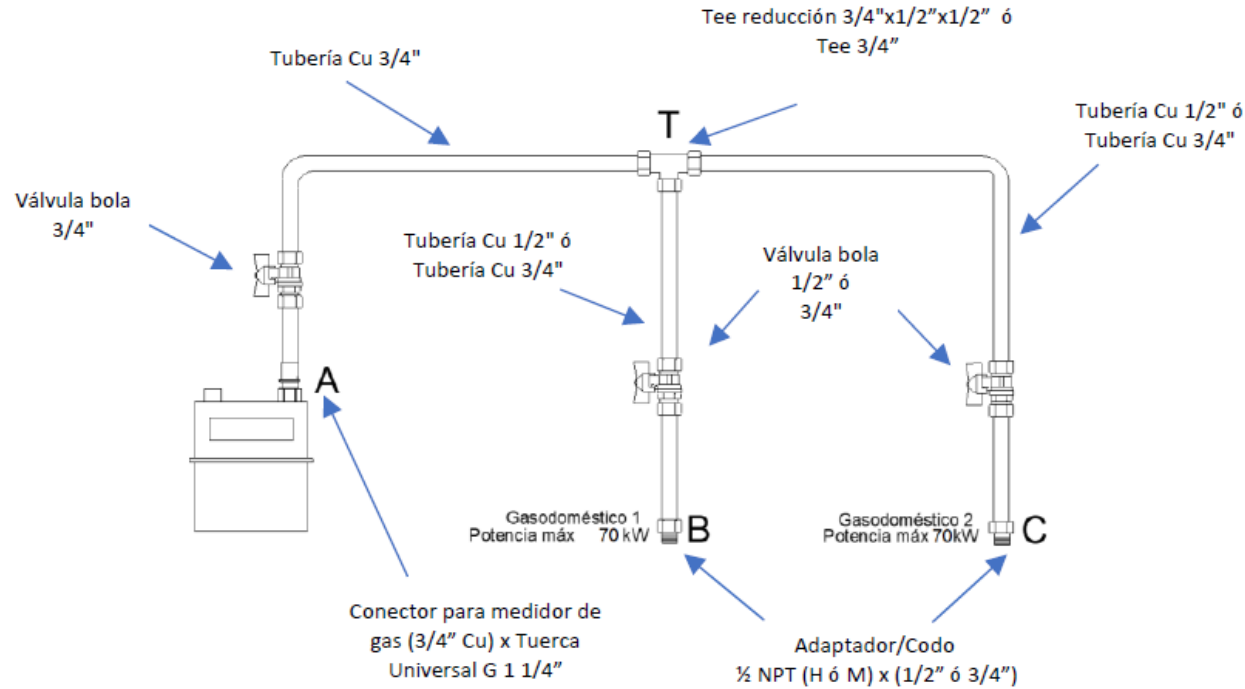 Tee reducción 3/4"x1/2”x1/2” ó
Tee 3/4”
Tubería Cu 3/4"
T
Tubería Cu 1/2" ó
Tubería Cu 3/4"
Válvula bola
3/4"
Tubería Cu 1/2" ó
Tubería Cu 3/4"
Válvula bola
1/2” ó
3/4"
A
Gasodoméstico 1
Potencia máx 70 kW
B
Gasodoméstico 2
Potencia máx 70kW
C
Conector para medidor de
gas (3/4” Cu) x Tuerca
Universal G 1 1/4”
Adaptador/Codo
½ NPT (H ó M) x (1/2” ó 3/4”)